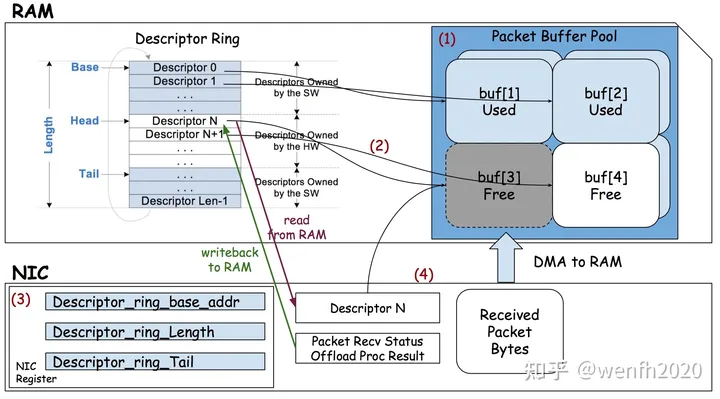 RAM
Descriptor Ring
(1)
Packet Buffer Pool
Base
Descriptor 0
Descriptor 1
. . .
. . .
Descriptors Owned
by the SW
buf[1]
Used
buf[2]
Used
Length
Head
Descriptor N
Descriptor N+1
. . .
. . .
Descriptors Owned
by the HW
(2)
Tail
. . .
. . .
Descriptor Len-1
Descriptors Owned
by the SW
buf[3]
Free
buf[4]
Free
read
from RAM
writeback
to RAM
NIC
(4)
DMA to RAM
(3)
Descriptor_ring_base_addr
Descriptor_ring_Length
Descriptor_ring_Tail
NIC
Register
Descriptor N
Packet Recv Status
Offload Proc Result
Received
Packet
Bytes
知乎 @wenfh2020